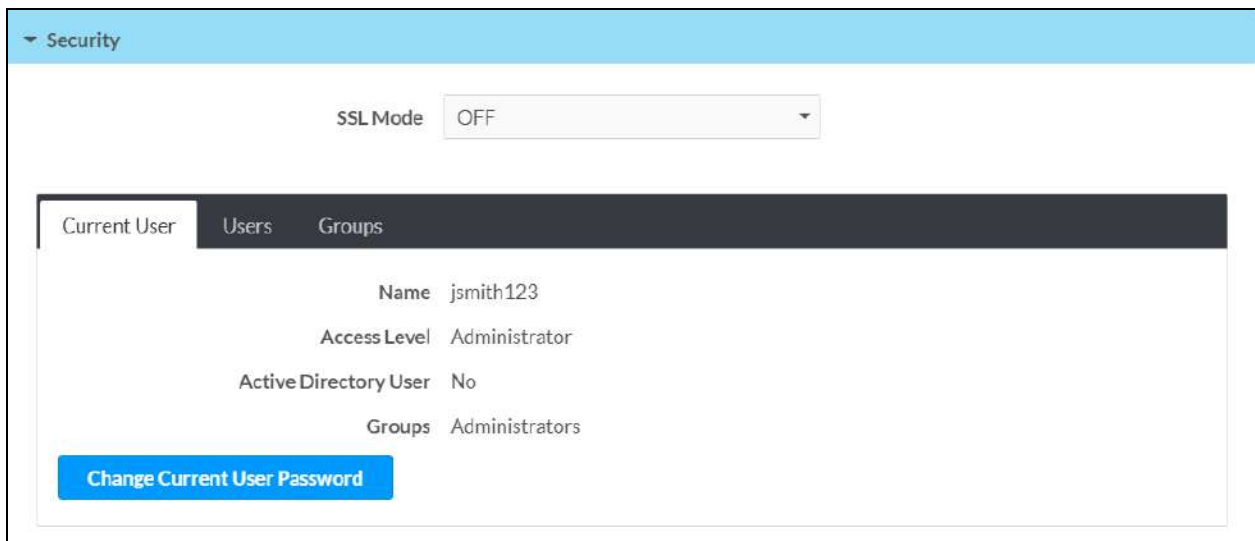 Security
SSL Mode OFF
Current User Users Groups
Name jsmith123
Access Level Administrator
Active Directory User No
Groups Administrators
Change Current User Password